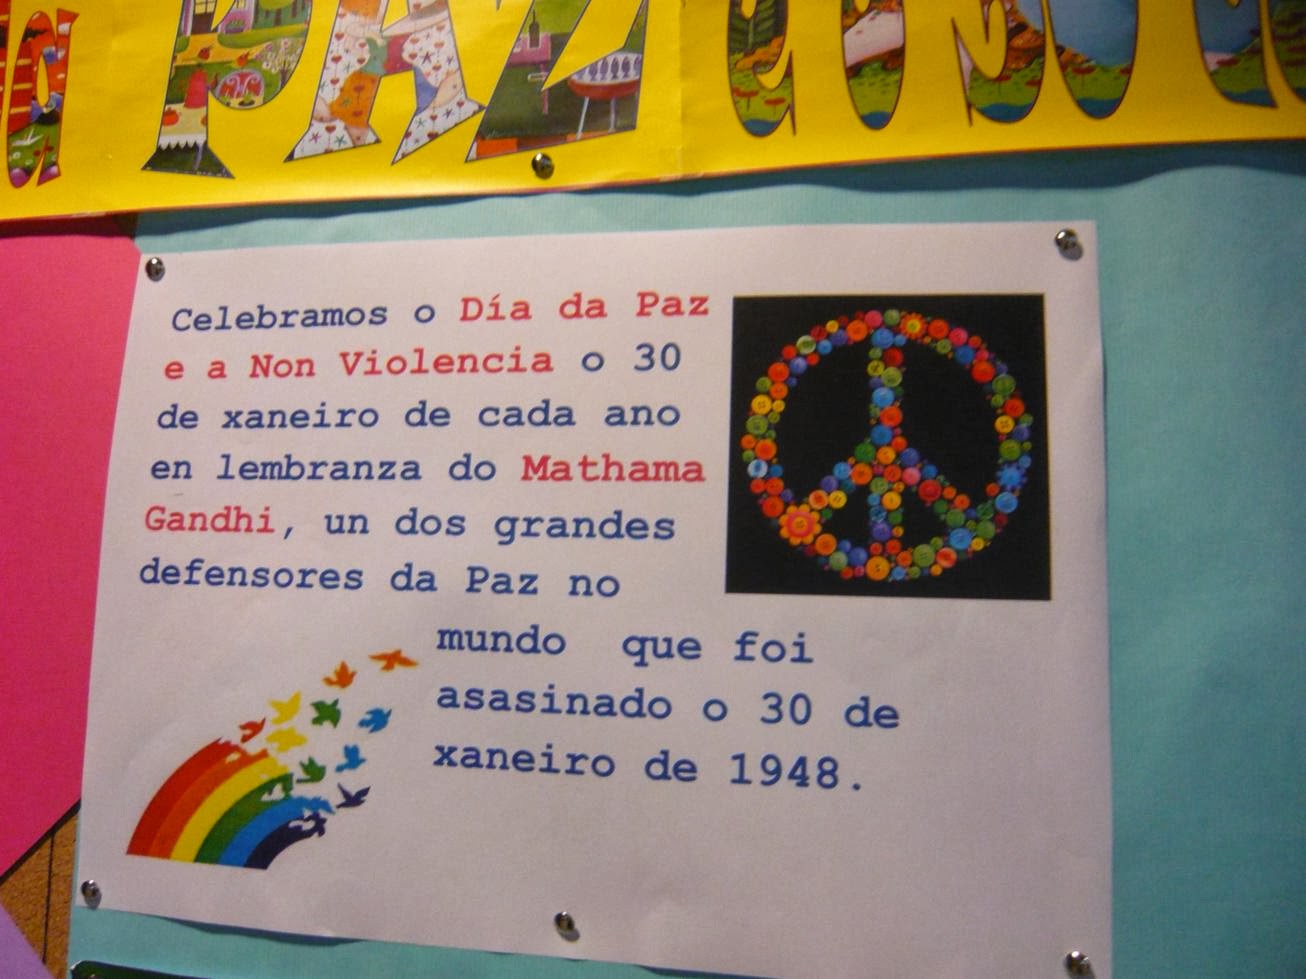 PAZ
Celebramos o Día da Paz
e a Non Violencia o 30
de xaneiro de cada ano
en lembranza do Mathama
Gandhi, un dos grandes
defensores da Paz no
mundo que foi
asasinado o 30 de
xaneiro de 1948.